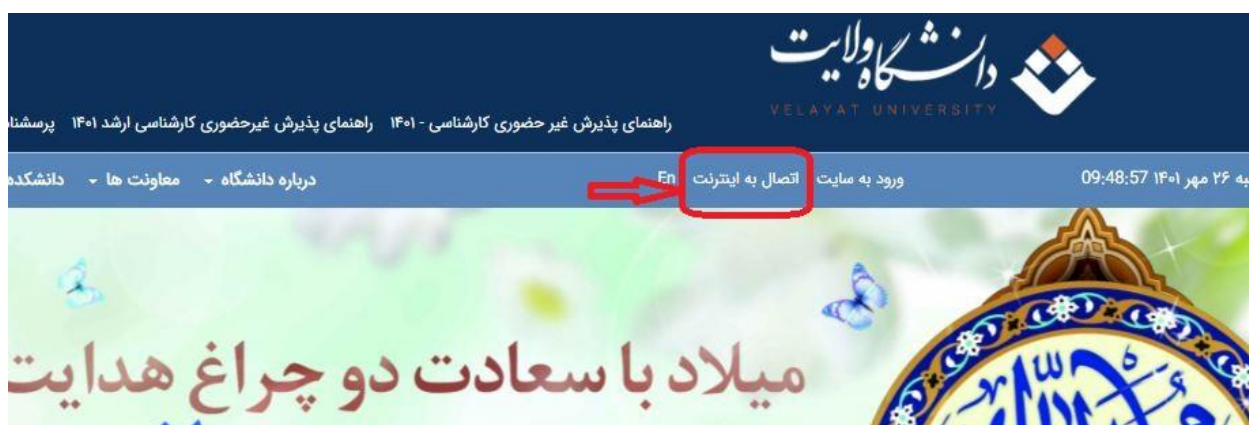 دانشگاه ولایت
VELAYAT UNIVERSITY
راهنمای پذیرش غیر حضوری کارشناسی - ۱۴۰۱ راهنمای پذیرش غیرحضوری کارشناسی ارشد ۱۴۰۱
۲۶ مهر ۱۴۰۱ 09:48:57 ورود به سایت اتصال به اینترنت En درباره دانشگاه معاونت ها
میلاد با سعادت دو چراغ هدایت